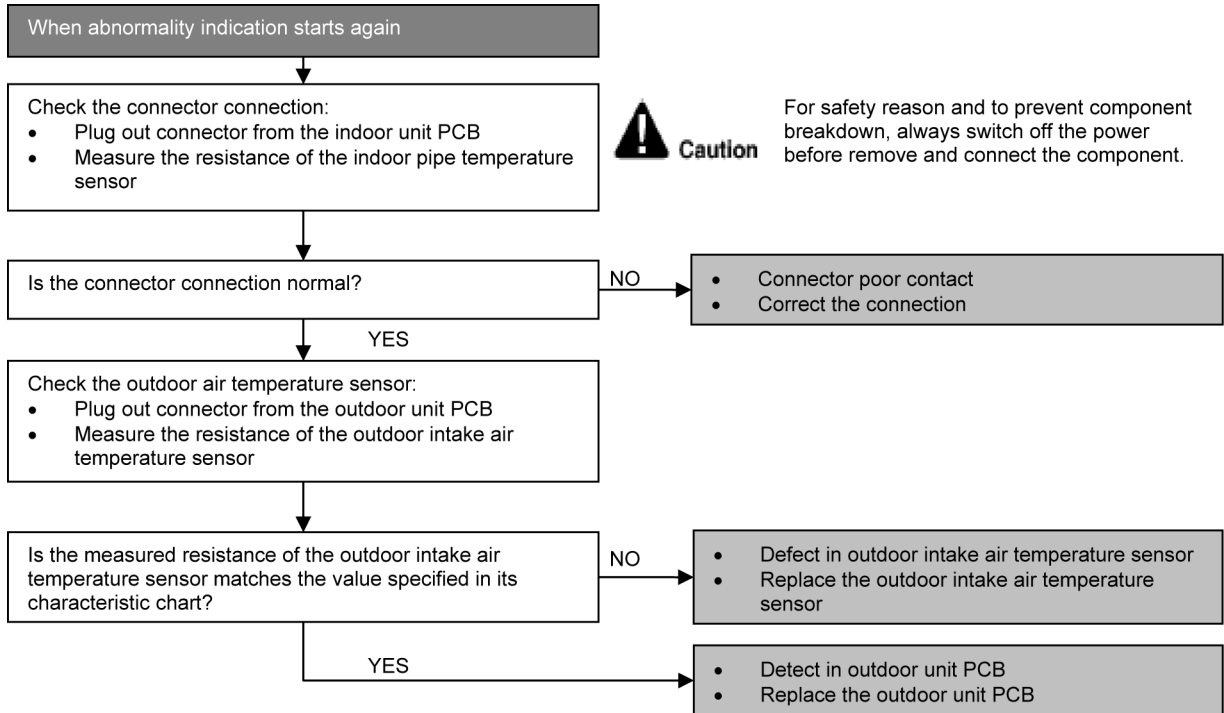 When abnormality indication starts again
Check the connector connection:
• Plug out connector from the indoor unit PCB
• Measure the resistance of the indoor pipe temperature
sensor
Caution
For safety reason and to prevent component
breakdown, always switch off the power
before remove and connect the component.
Is the connector connection normal?
NO
• Connector poor contact
• Correct the connection
YES
Check the outdoor air temperature sensor:
• Plug out connector from the outdoor unit PCB
• Measure the resistance of the outdoor intake air
temperature sensor
Is the measured resistance of the outdoor intake air
temperature sensor matches the value specified in its
characteristic chart?
NO
• Defect in outdoor intake air temperature sensor
• Replace the outdoor intake air temperature
sensor
YES
• Detect in outdoor unit PCB
• Replace the outdoor unit PCB